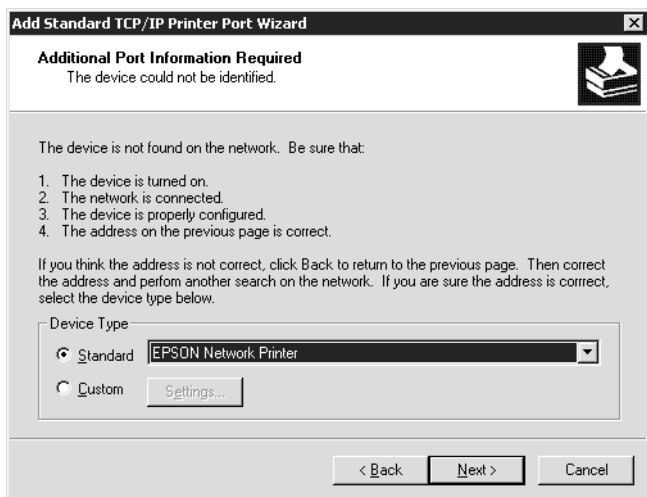 Add Standard TCP/IP Printer Port Wizard
Additional Port Information Required
The device could not be identified.
The device is not found on the network. Be sure that:
1. The device is turned on.
2. The network is connected.
3. The device is properly configured.
4. The address on the previous page is correct.
If you think the address is not correct, click Back to return to the previous page. Then correct
the address and perfom another search on the network. If you are sure the address is corrrect,
select the device type below.
Device Type
Standard EPSON Network Printer
Custom Settings...
< Back Next > Cancel